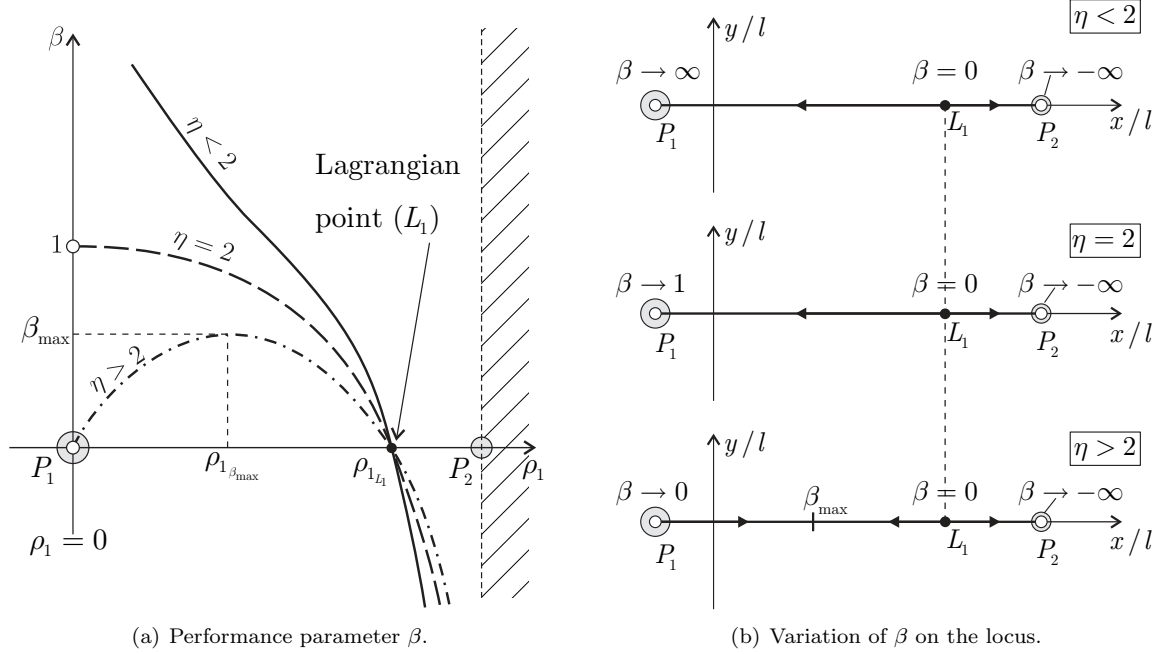 β
η < 2
Lagrangian
point (L₁)
1
η = 2
β_max
η > 2
P₁
ρ_{1_{β_max}}
ρ_{1_{L₁}}
P₂
ρ₁
ρ₁ = 0
(a) Performance parameter β.
y / l
η < 2
β → ∞
β = 0
β → −∞
P₁
L₁
P₂
x / l
y / l
η = 2
β → 1
β = 0
β → −∞
P₁
L₁
P₂
x / l
y / l
η > 2
β → 0
β_max
β = 0
β → −∞
P₁
L₁
P₂
x / l
(b) Variation of β on the locus.